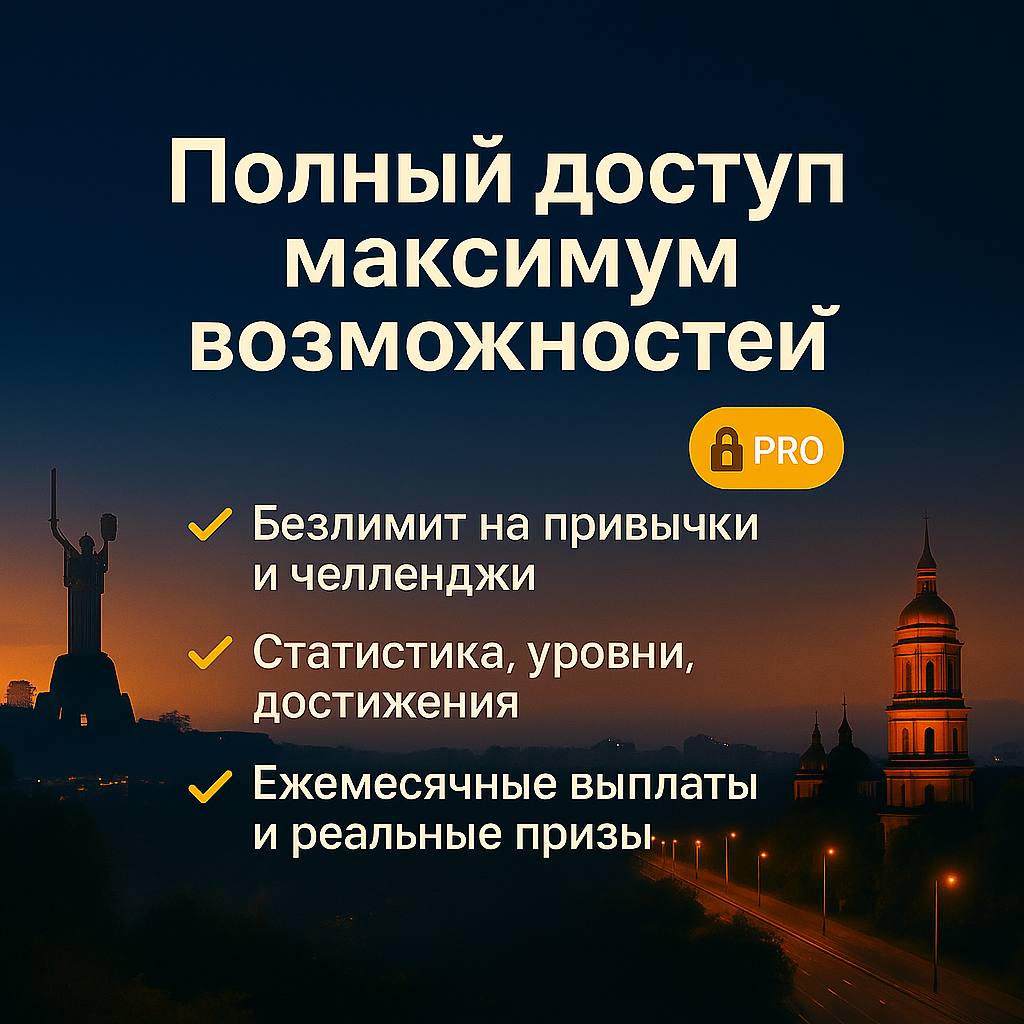 Полный доступ
максимум
возможностей
PRO
Безлимит на привычки
и челленджи
Статистика, уровни,
достижения
Ежемесячные выплаты
и реальные призы